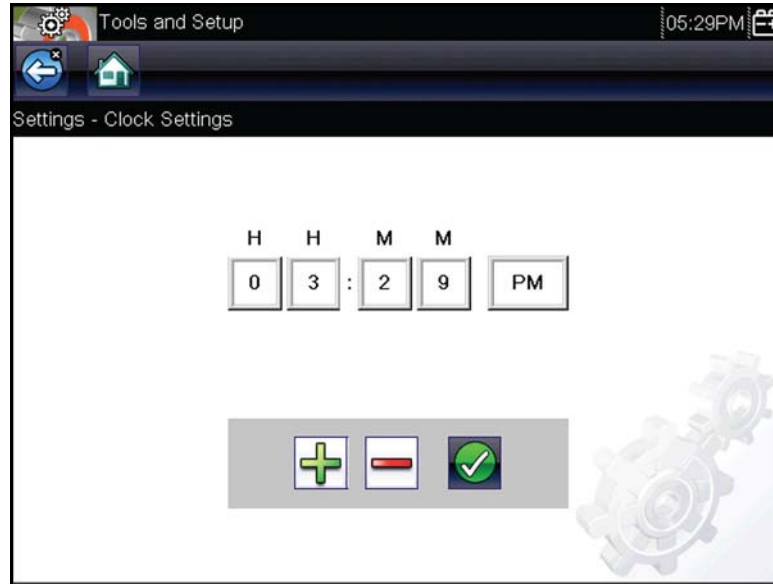 Tools and Setup 05:29PM
Settings - Clock Settings
H H M M
0 3 : 2 9 PM